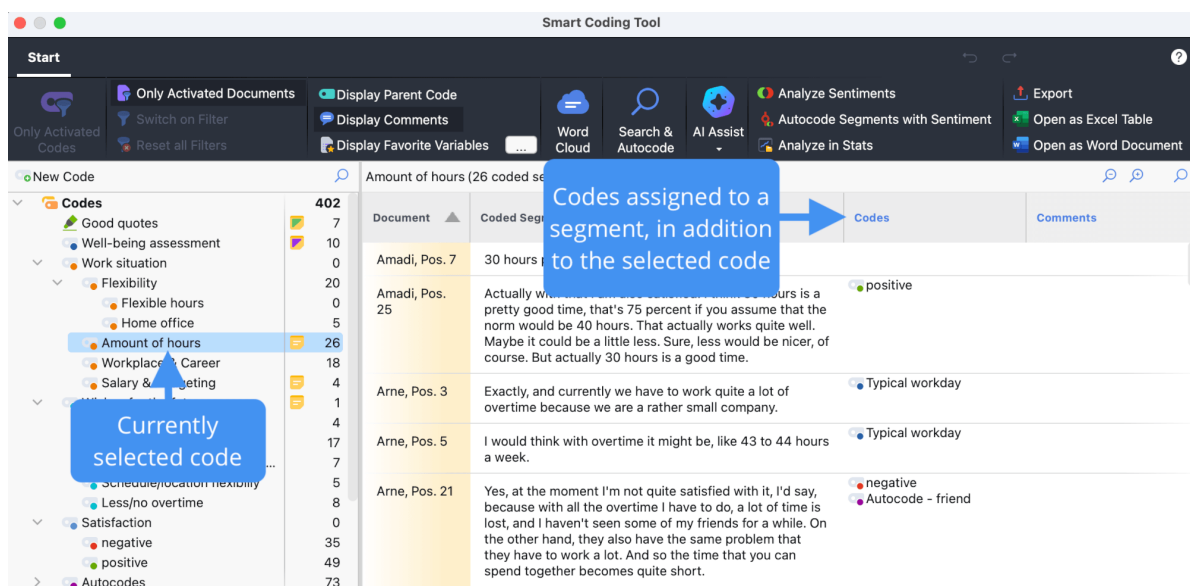 Smart Coding Tool
Start
Only Activated Codes
Only Activated Documents
Switch on Filter
Reset all Filters
Display Parent Code
Display Comments
Display Favorite Variables
...
Word Cloud
Search & Autocode
AI Assist
Analyze Sentiments
Autocode Segments with Sentiment
Analyze in Stats
Export
Open as Excel Table
Open as Word Document
New Code
Codes 402
Good quotes 7
Well-being assessment 10
Work situation 0
Flexibility 20
Flexible hours 0
Home office 5
Amount of hours 26
Workplace & Career 18
Salary & 4
1
4
17
... 7
Schedule/location flexibility 5
Less/no overtime 8
Satisfaction 0
negative 35
positive 49
Autocodes 73
Currently
selected code
Amount of hours (26 coded se
Codes assigned to a
segment, in addition
to the selected code
Document
Coded
Codes
Comments
Amadi, Pos. 7
30 hours
Amadi, Pos.
25
Actually hours is a
pretty good time, that's 75 percent if you assume that the
norm would be 40 hours. That actually works quite well.
Maybe it could be a little less. Sure, less would be nicer, of
course. But actually 30 hours is a good time.
positive
Arne, Pos. 3
Exactly, and currently we have to work quite a lot of
overtime because we are a rather small company.
Typical workday
Arne, Pos. 5
I would think with overtime it might be, like 43 to 44 hours
a week.
Typical workday
Arne, Pos. 21
Yes, at the moment I'm not quite satisfied with it, I'd say,
because with all the overtime I have to do, a lot of time is
lost, and I haven't seen some of my friends for a while. On
the other hand, they also have the same problem that
they have to work a lot. And so the time that you can
spend together becomes quite short.
negative
Autocode - friend